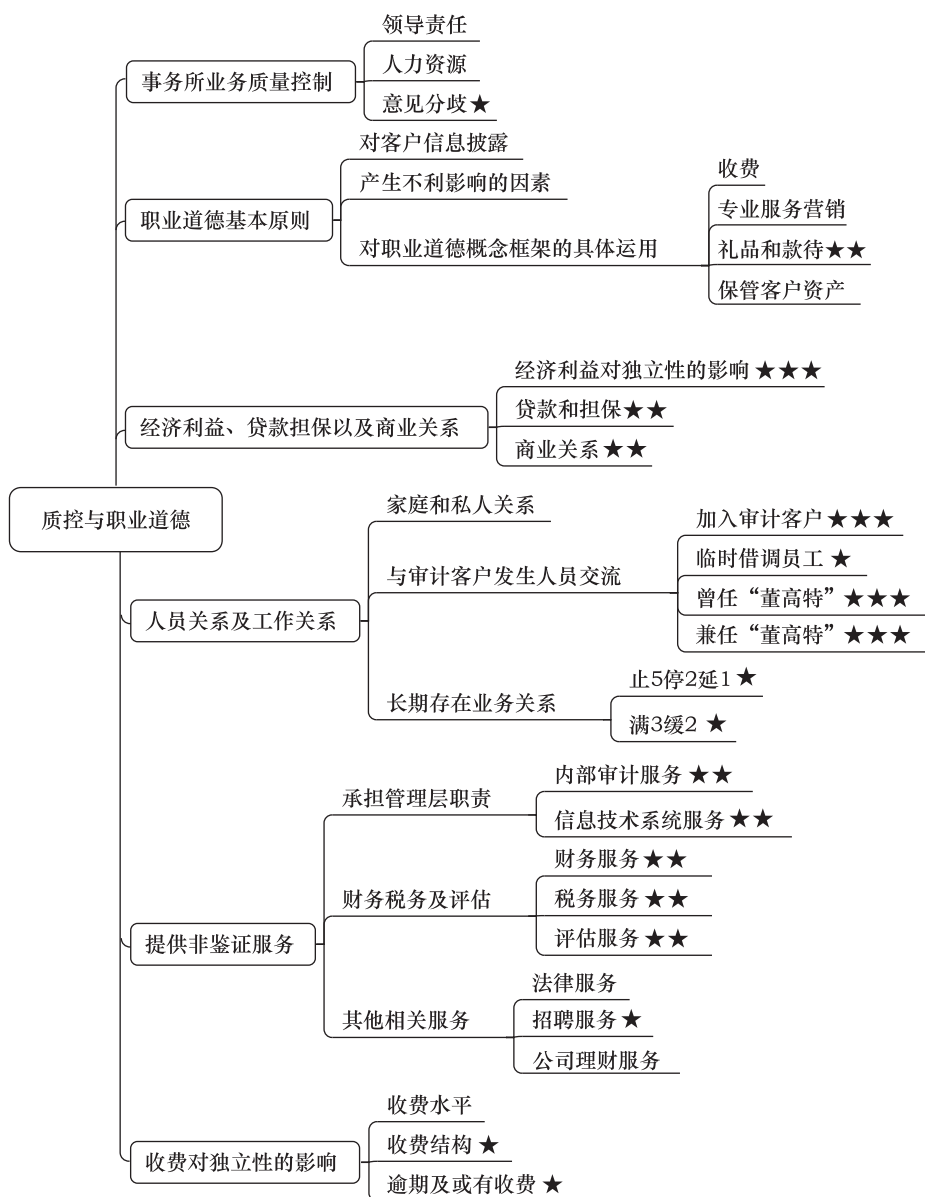 领导责任
事务所业务质量控制
人力资源
意见分歧★
对客户信息披露
产生不利影响的因素
职业道德基本原则
对职业道德概念框架的具体运用
收费
专业服务营销
礼品和款待★★
保管客户资产
经济利益对独立性的影响★★★
经济利益、贷款担保以及商业关系
贷款和担保★★
商业关系★★
质控与职业道德
家庭和私人关系
与审计客户发生人员交流
加入审计客户★★★
临时借调员工★
曾任“董高特”★★★
兼任“董高特”★★★
人员关系及工作关系
长期存在业务关系
止5停2延1★
满3缓2★
承担管理层职责
内部审计服务★★
信息技术系统服务★★
财务税务及评估
财务服务★★
税务服务★★
评估服务★★
提供非鉴证服务
其他相关服务
法律服务
招聘服务★
公司理财服务
收费水平
收费对独立性的影响
收费结构★
逾期及或有收费★